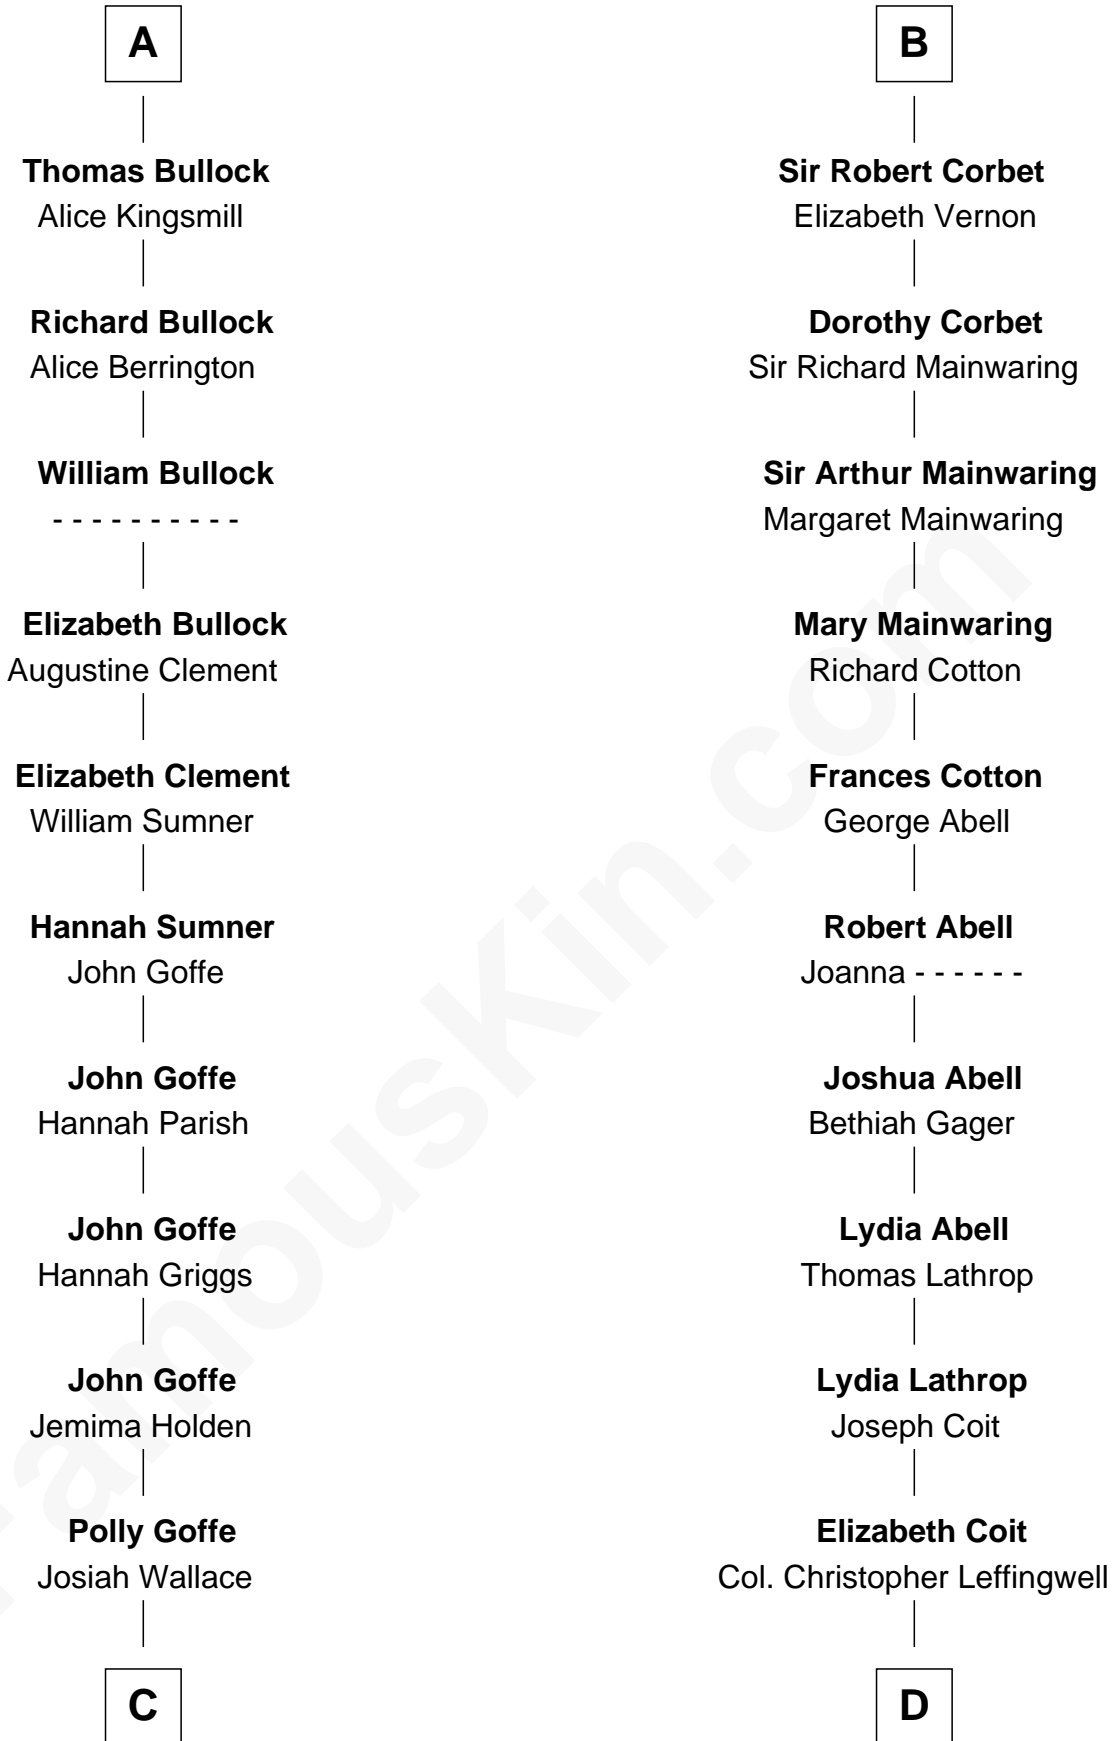 A
Thomas Bullock
Alice Kingsmill
Richard Bullock
Alice Berrington
William Bullock
- - - - - - - - - -
Elizabeth Bullock
Augustine Clement
Elizabeth Clement
William Sumner
Hannah Sumner
John Goffe
John Goffe
Hannah Parish
John Goffe
Hannah Griggs
John Goffe
Jemima Holden
Polly Goffe
Josiah Wallace
C
B
Sir Robert Corbet
Elizabeth Vernon
Dorothy Corbet
Sir Richard Mainwaring
Sir Arthur Mainwaring
Margaret Mainwaring
Mary Mainwaring
Richard Cotton
Frances Cotton
George Abell
Robert Abell
Joanna - - - - - -
Joshua Abell
Bethiah Gager
Lydia Abell
Thomas Lathrop
Lydia Lathrop
Joseph Coit
Elizabeth Coit
Col. Christopher Leffingwell
D
FamousKin.com